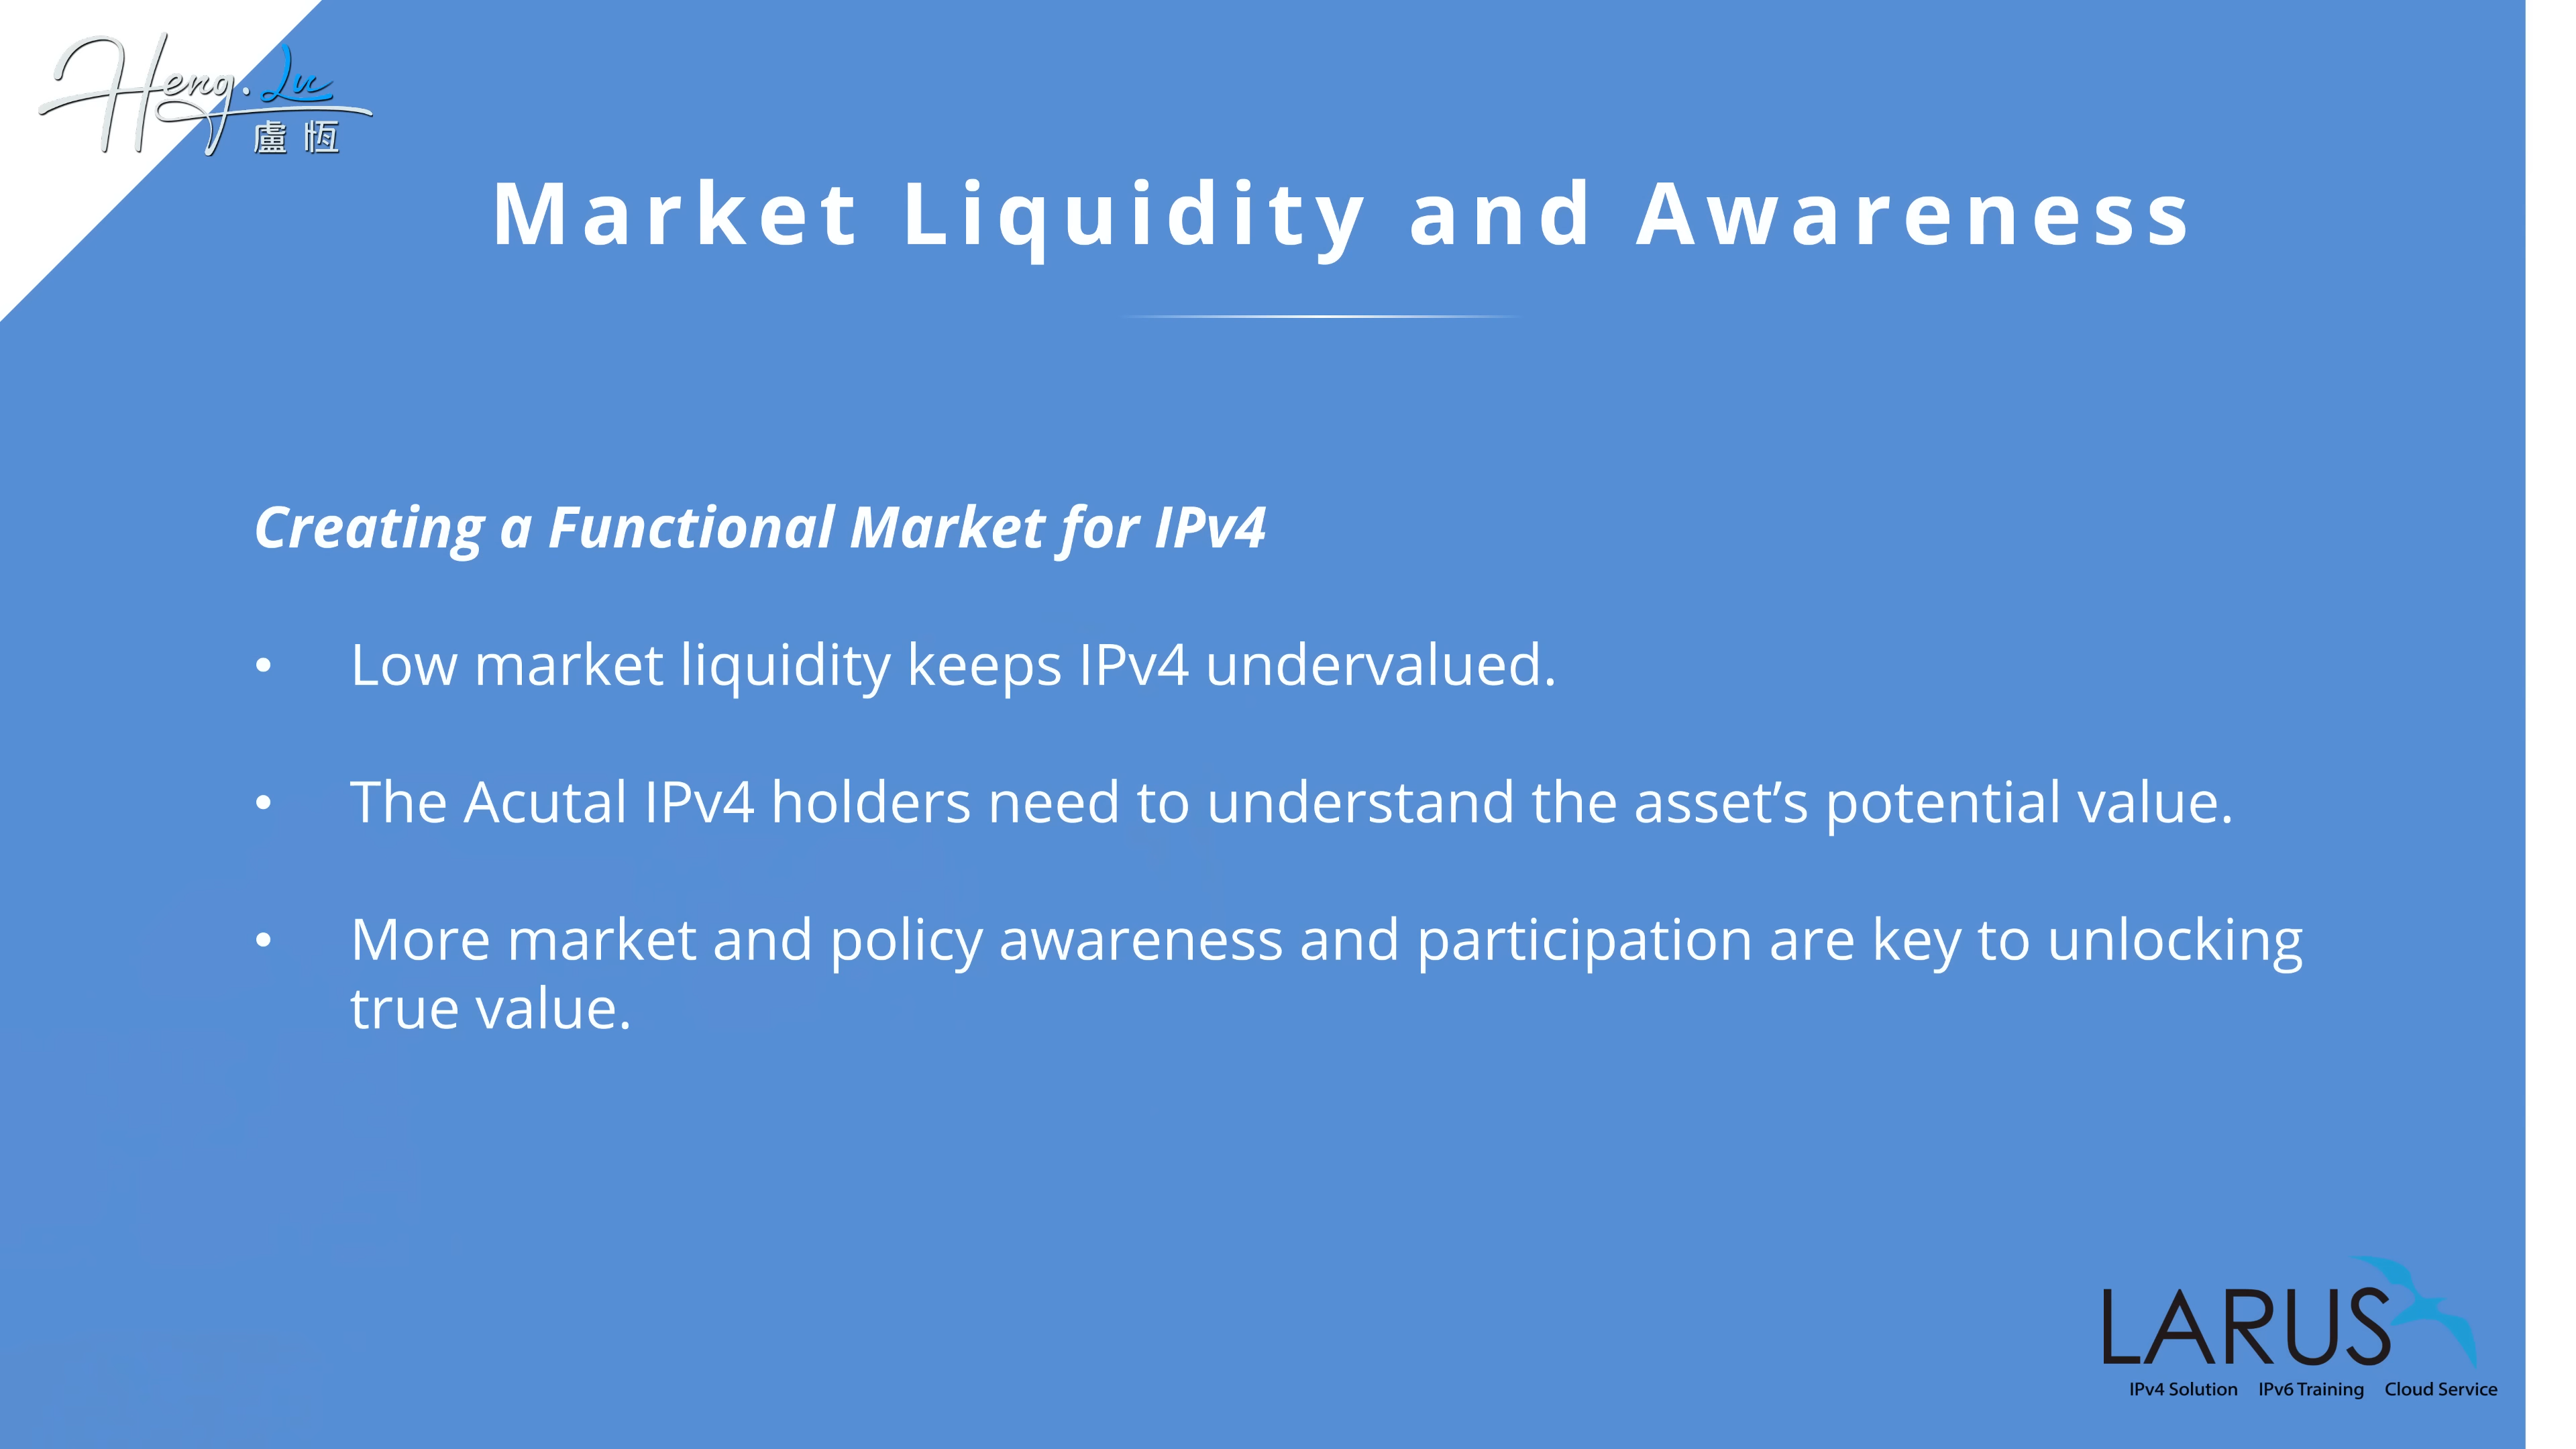 Heng.Lu
盧 恆
Market Liquidity and Awareness
Creating a Functional Market for IPv4
• Low market liquidity keeps IPv4 undervalued.
• The Acutal IPv4 holders need to understand the asset’s potential value.
• More market and policy awareness and participation are key to unlocking
true value.
LARUS
IPv4 Solution IPv6 Training Cloud Service